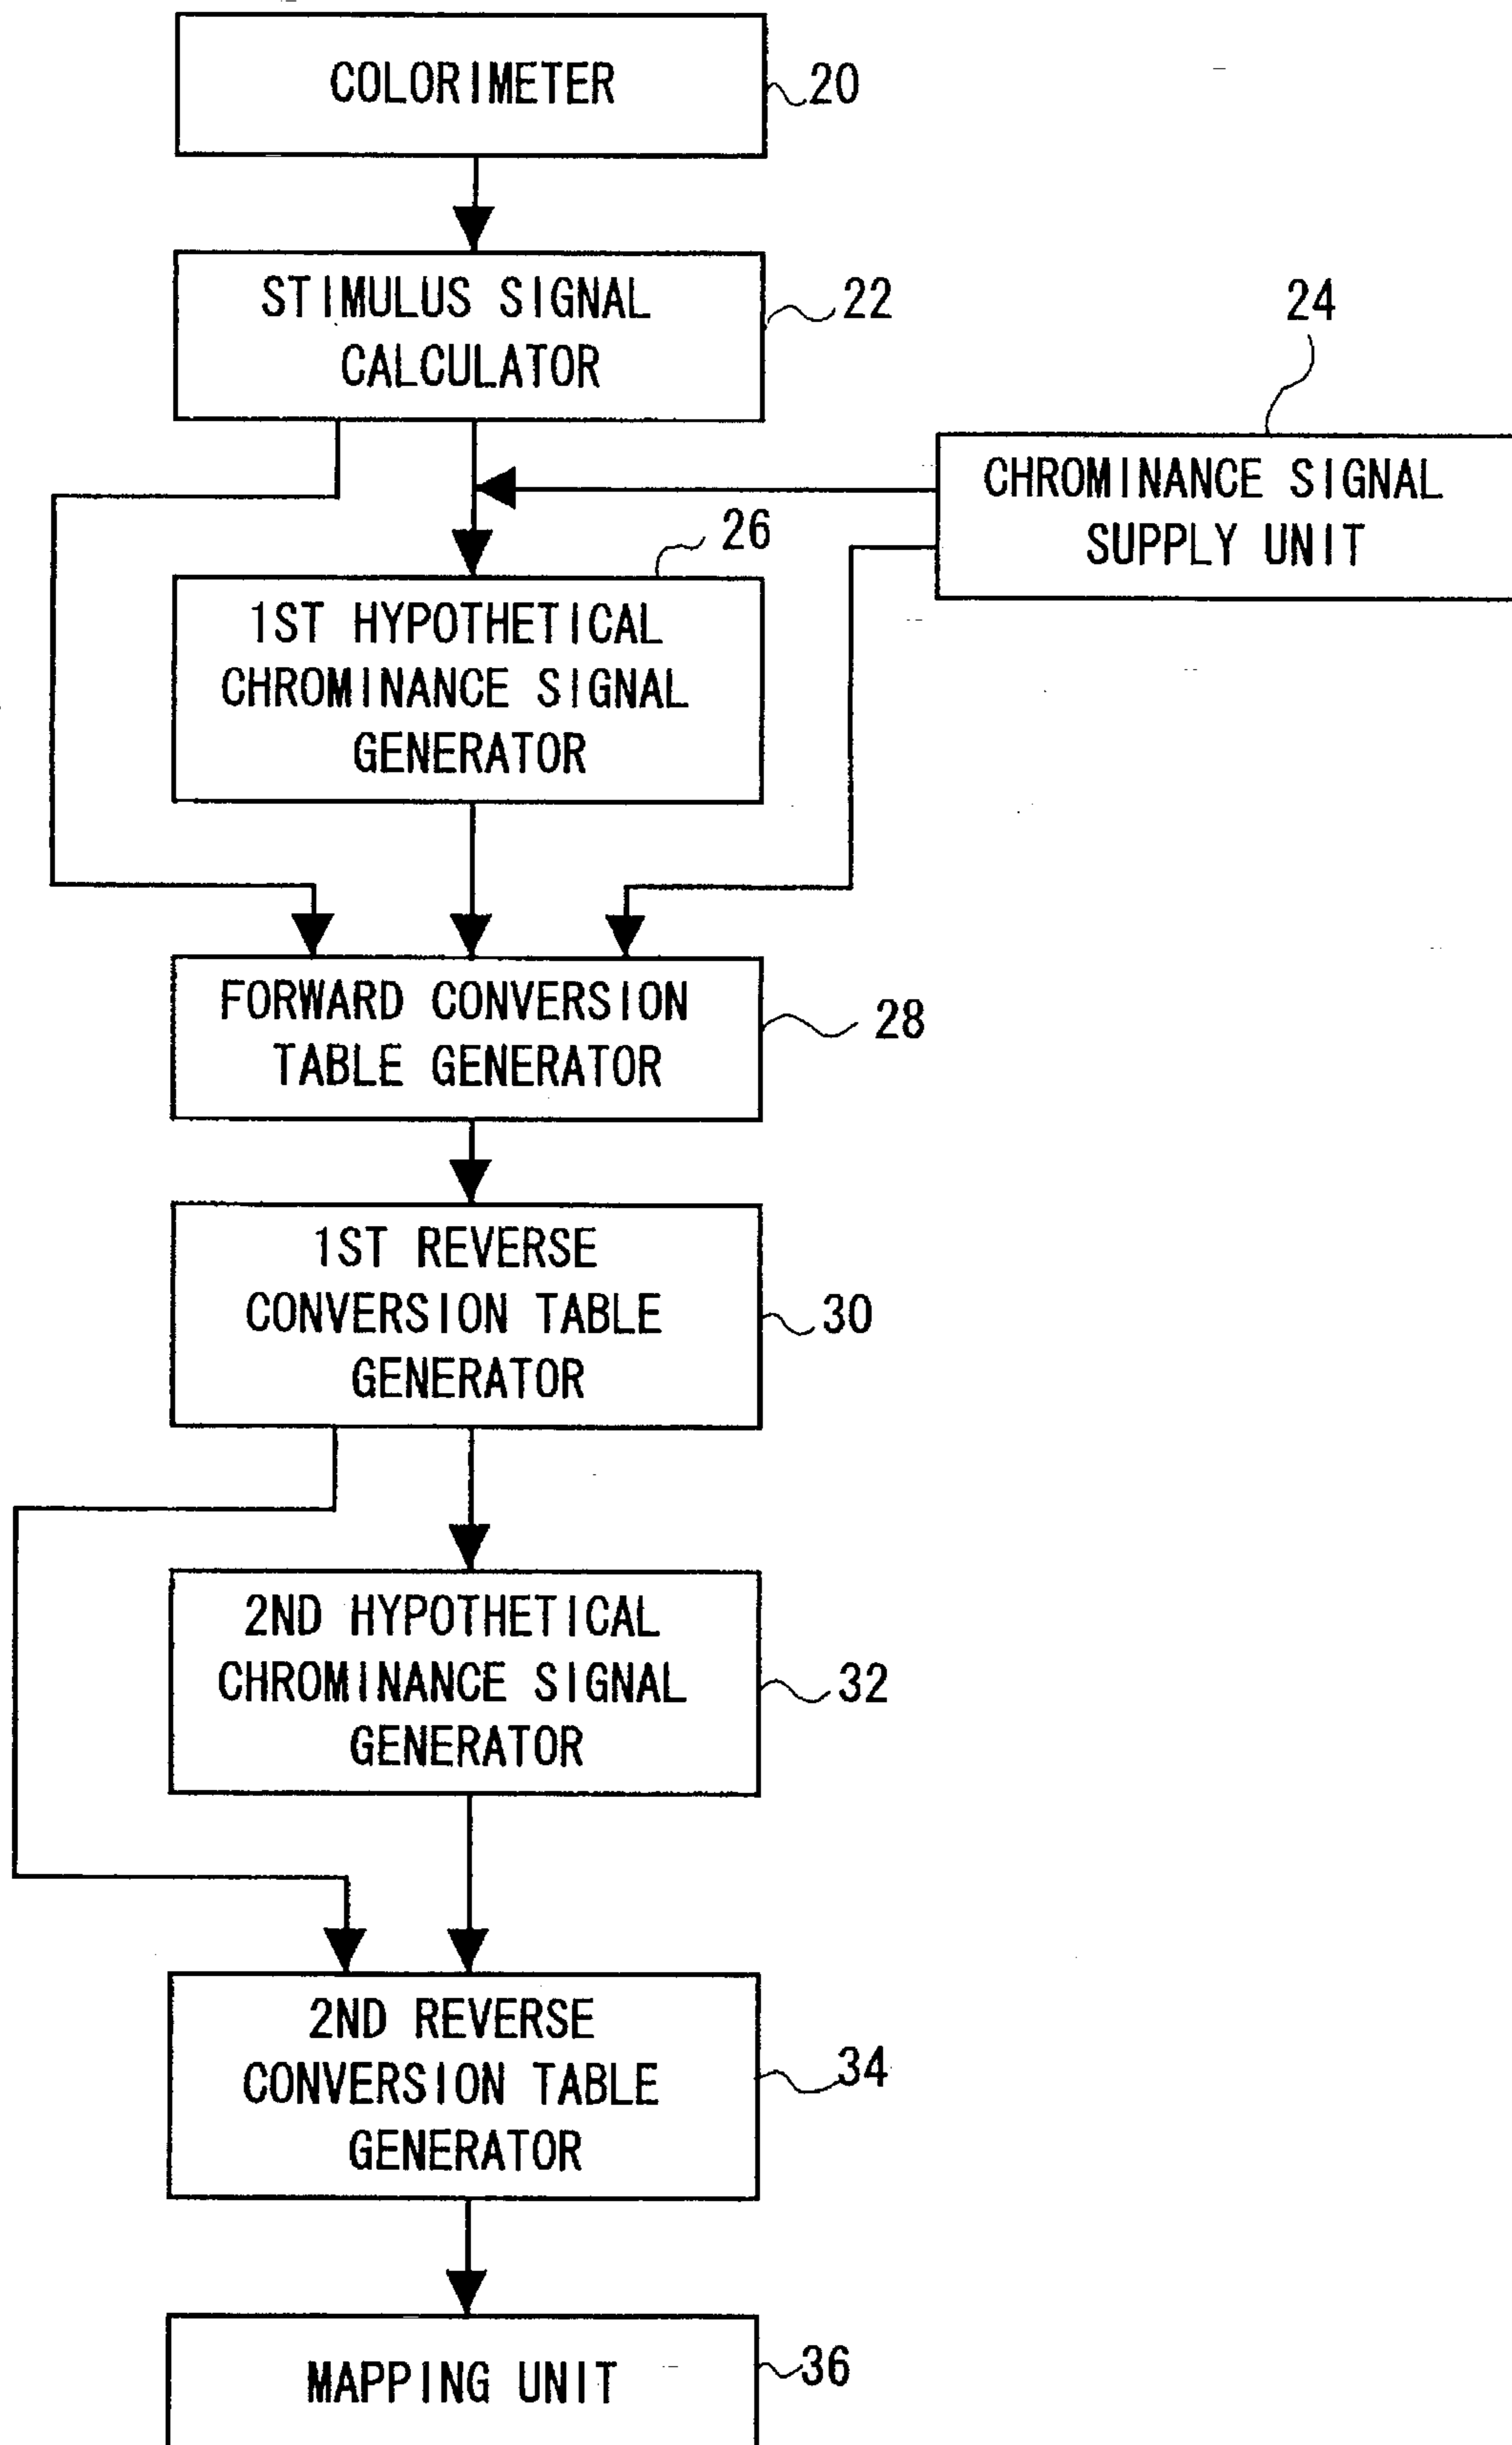 COLORIMETER
20
STIMULUS SIGNAL
CALCULATOR
22
24
CHROMINANCE SIGNAL
SUPPLY UNIT
26
1ST HYPOTHETICAL
CHROMINANCE SIGNAL
GENERATOR
FORWARD CONVERSION
TABLE GENERATOR
28
1ST REVERSE
CONVERSION TABLE
GENERATOR
30
2ND HYPOTHETICAL
CHROMINANCE SIGNAL
GENERATOR
32
2ND REVERSE
CONVERSION TABLE
GENERATOR
34
MAPPING UNIT
36